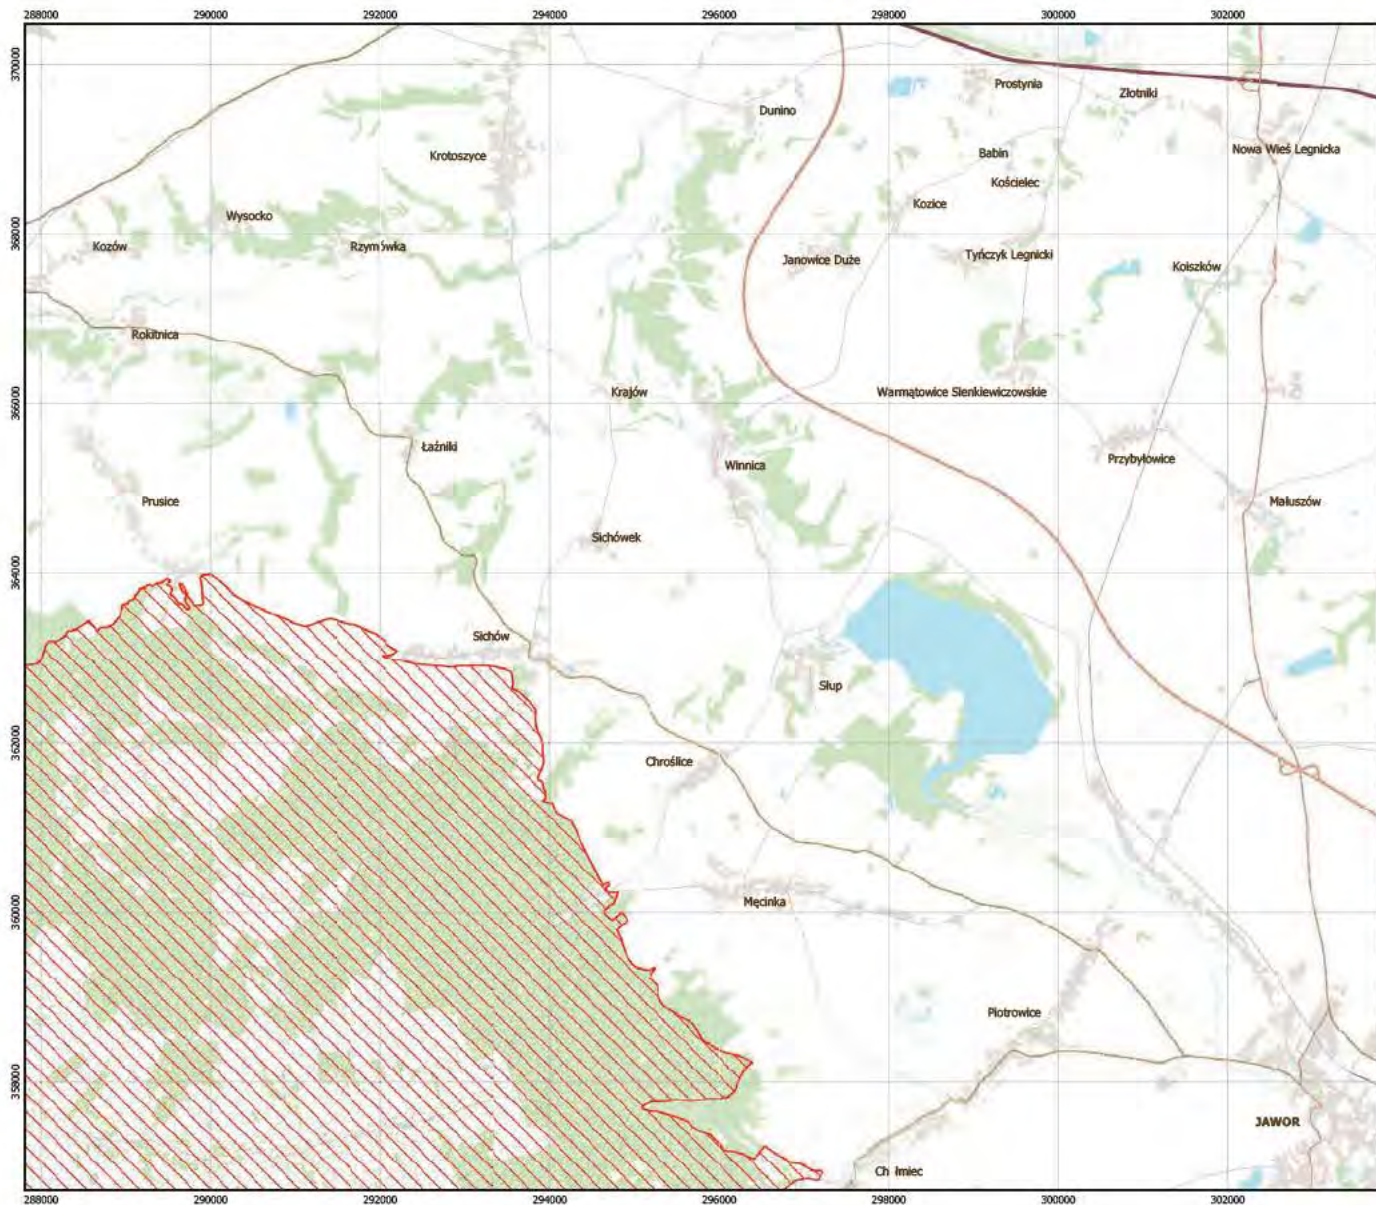 288000 290000 292000 294000 296000 298000 300000 302000
370000
Prostynia
Złotniki
Dunino
Krotoszyce
Babin
Nowa Wieś Legnicka
Kościelec
Kozice
Wysocko
368000
Kozów
Rzymówka
Janowice Duże
Tyńczyk Legnicki
Koiszków
Rokitnica
366000
Krajów
Warmątowice Sienkiewiczowskie
Łaźniki
Przybyłowice
Winnica
Prusice
Małuszów
Sichówek
364000
Sichów
Słup
362000
Chroślice
Męcinka
360000
Piotrowice
358000
JAWOR
Ch łmiec
288000 290000 292000 294000 296000 298000 300000 302000